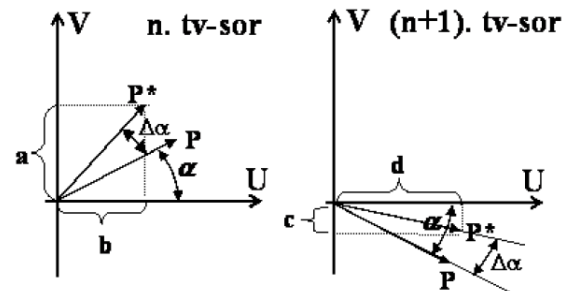 V n. tv-sor
P*
Δα P
a α
U
b
V (n+1). tv-sor
d
U
c α P*
P Δα